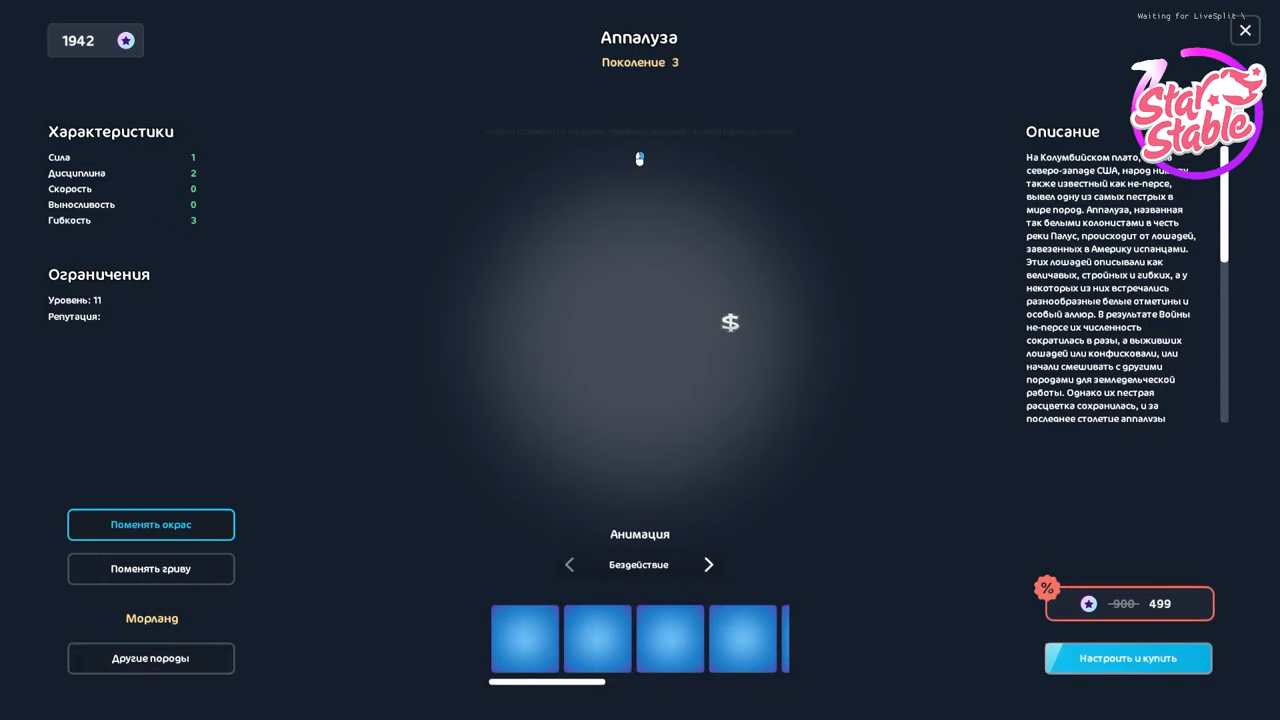 Waiting for LiveSplit \
1942
Аппалуза
Поколение 3
Star
Stable
Характеристики
Сила 1
Дисциплина 2
Скорость 0
Выносливость 0
Гибкость 3
Ограничения
Уровень: 11
Репутация:
Описание
На Колумбийском плато,
северо-западе США, народ
также известный как не-персе,
вывел одну из самых пестрых в
мире пород. Аппалуза, названная
так белыми колонистами в честь
реки Палус, происходит от лошадей,
завезенных в Америку испанцами.
Этих лошадей описывали как
величавых, стройных и гибких, а у
некоторых из них встречались
разнообразные белые отметины и
особый аллюр. В результате Войны
не-персе их численность
сократилась в разы, а выживших
лошадей или конфисковали, или
начали смешивать с другими
породами для земледельческой
работы. Однако их пестрая
расцветка сохранилась, и за
последнее столетие аппалузы
$
Поменять окрас
Поменять гриву
Морланд
Другие породы
Анимация
Бездействие
%
900 499
Настроить и купить